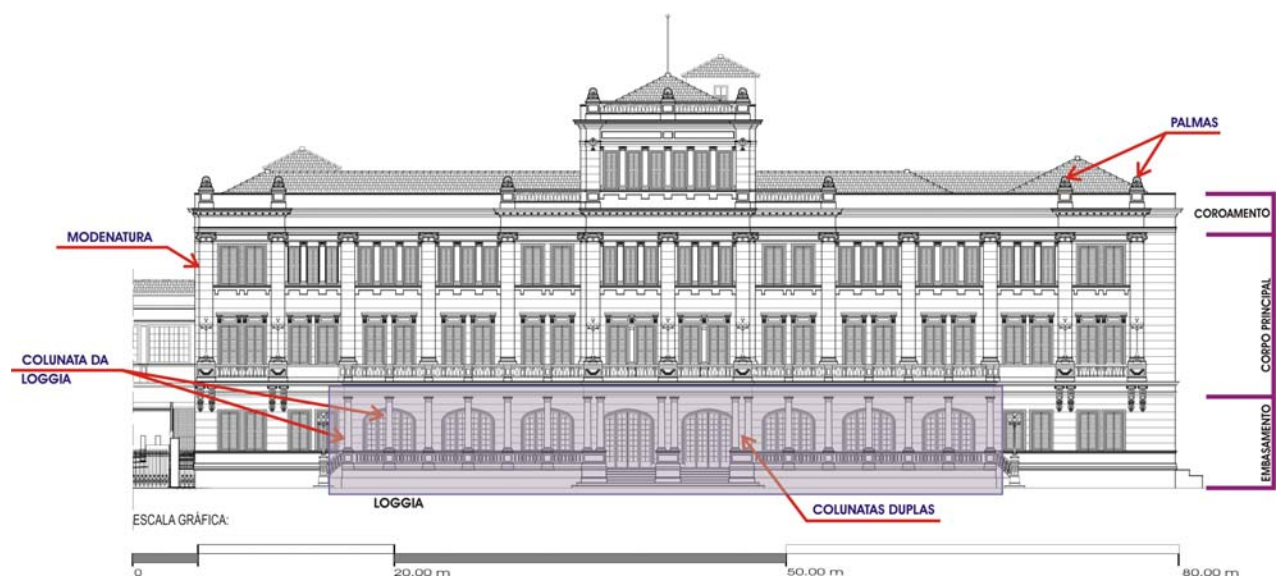 PALMAS
COROAMENTO
MODENATURA
CORPO PRINCIPAL
COLUNATA DA
LOGGIA
EMBASAMENTO
LOGGIA
COLUNATAS DUPLAS
ESCALA GRÁFICA:
0
20.00 m
50.00 m
80.00 m